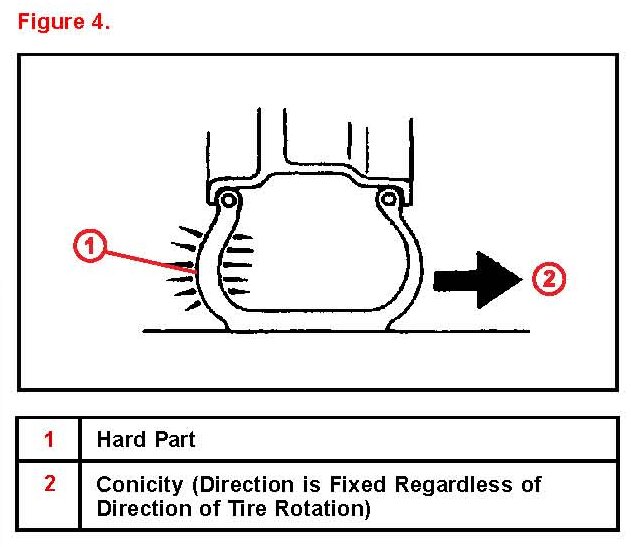 Figure 4.
1
2
1 Hard Part
2 Conicity (Direction is Fixed Regardless of
Direction of Tire Rotation)